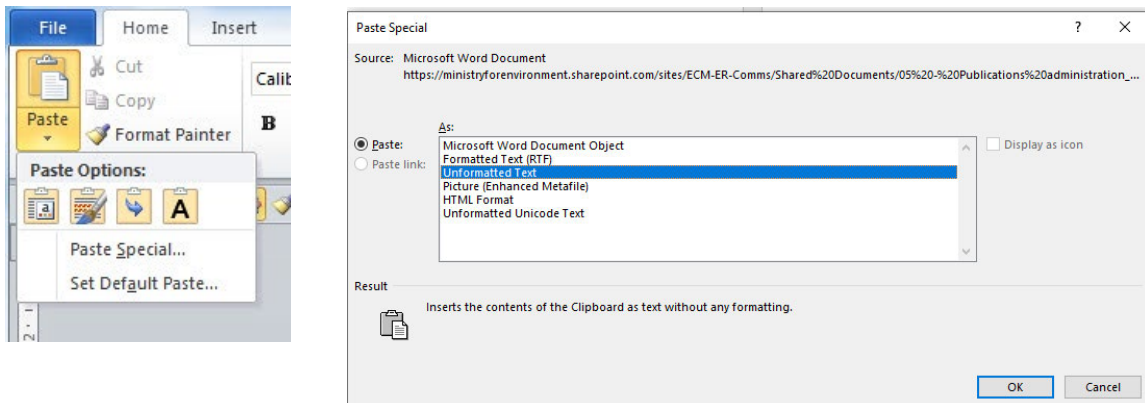 File Home Insert
Cut
Copy
Paste
Format Painter
Calib
B
Paste Options:
a A
Paste Special...
Set Default Paste...
2
Paste Special ? X
Source: Microsoft Word Document
https://ministryforenvironment.sharepoint.com/sites/ECM-ER-Comms/Shared%20Documents/05%20-%20Publications%20administration_...
As:
Paste:
Paste link:
Microsoft Word Document Object
Formatted Text (RTF)
Unformatted Text
Picture (Enhanced Metafile)
HTML Format
Unformatted Unicode Text
Display as icon
Result
Inserts the contents of the Clipboard as text without any formatting.
OK Cancel